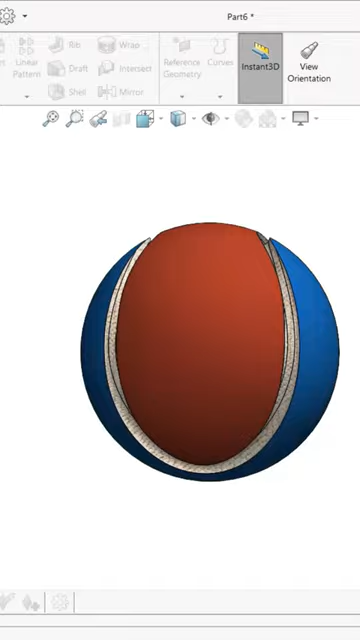 Part6 *
Linear Pattern
Rib
Draft
Shell
Wrap
Intersect
Mirror
Reference Geometry
Curves
Instant3D
View Orientation